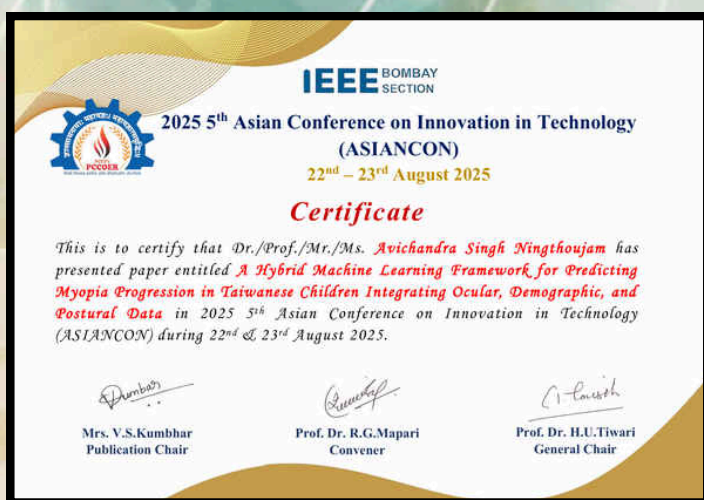 IEEE BOMBAY
SECTION
2025 5th Asian Conference on Innovation in Technology
(ASIANCON)
22nd – 23rd August 2025
PCCOER
Certificate
This is to certify that Dr./Prof./Mr./Ms. Avichandra Singh Ningthoujam has
presented paper entitled A Hybrid Machine Learning Framework for Predicting
Myopia Progression in Taiwanese Children Integrating Ocular, Demographic, and
Postural Data in 2025 5th Asian Conference on Innovation in Technology
(ASIANCON) during 22nd & 23rd August 2025.
Mrs. V.S.Kumbhar
Publication Chair
Prof. Dr. R.G.Mapari
Convener
Prof. Dr. H.U.Tiwari
General Chair